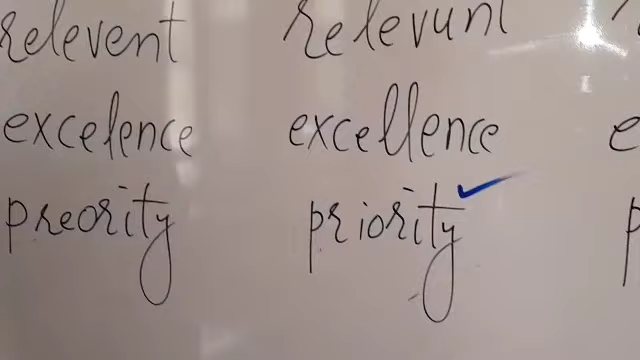 relevent relevunt
excelence excellence e
preority priority p